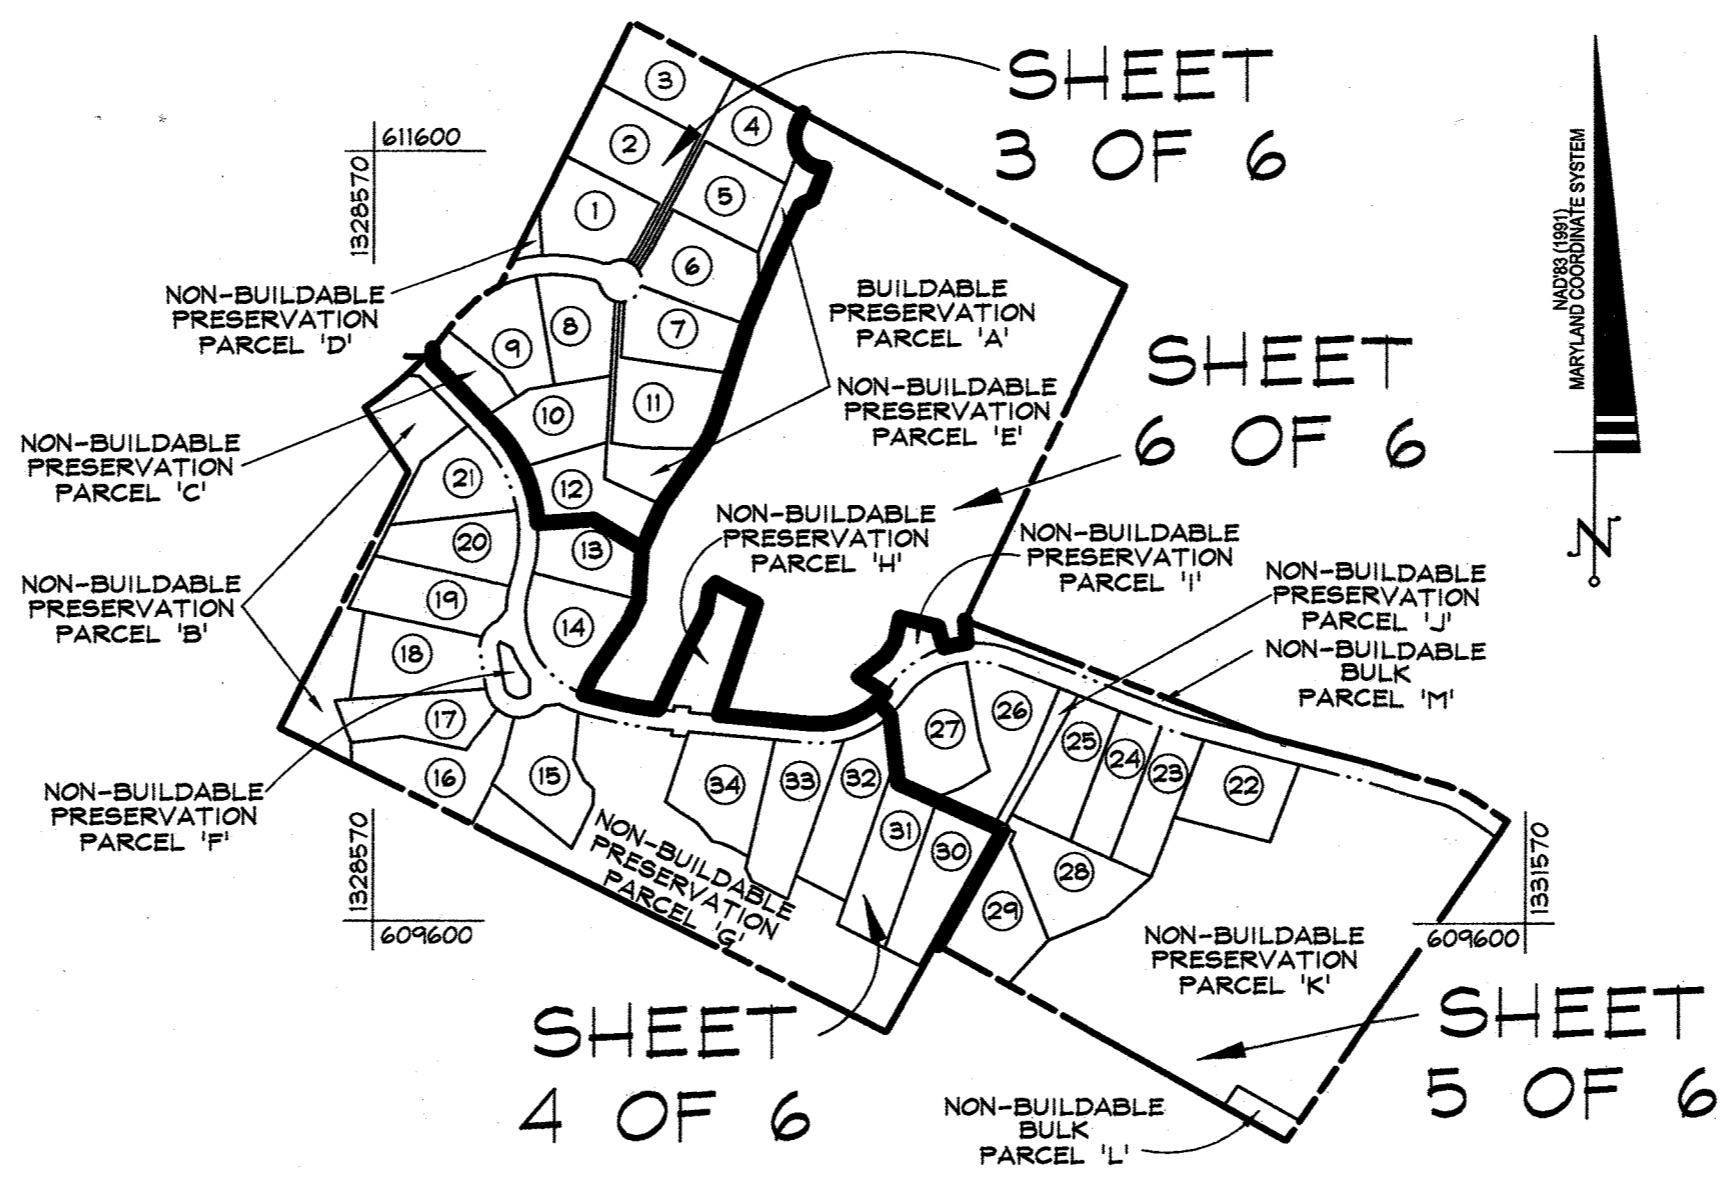 SHEET
3 OF 6
3
4
2
5
1
6
7
8
9
10
11
12
611600
1328570
NAD'83 (1991)
MARYLAND COORDINATE SYSTEM
N
NON-BUILDABLE
PRESERVATION
PARCEL 'D'
BUILDABLE
PRESERVATION
PARCEL 'A'
SHEET
6 OF 6
NON-BUILDABLE
PRESERVATION
PARCEL 'E'
NON-BUILDABLE
PRESERVATION
PARCEL 'C'
NON-BUILDABLE
PRESERVATION
PARCEL 'H'
NON-BUILDABLE
PRESERVATION
PARCEL 'I'
NON-BUILDABLE
PRESERVATION
PARCEL 'J'
NON-BUILDABLE
PRESERVATION
PARCEL 'B'
NON-BUILDABLE
BULK
PARCEL 'M'
21
20
19
18
17
16
15
13
14
34
33
32
31
30
27
26
25
24
23
22
28
29
NON-BUILDABLE
PRESERVATION
PARCEL 'F'
NON-BUILDABLE
PRESERVATION
PARCEL 'G'
1328570
609600
1331570
609600
NON-BUILDABLE
PRESERVATION
PARCEL 'K'
SHEET
4 OF 6
SHEET
5 OF 6
NON-BUILDABLE
BULK
PARCEL 'L'